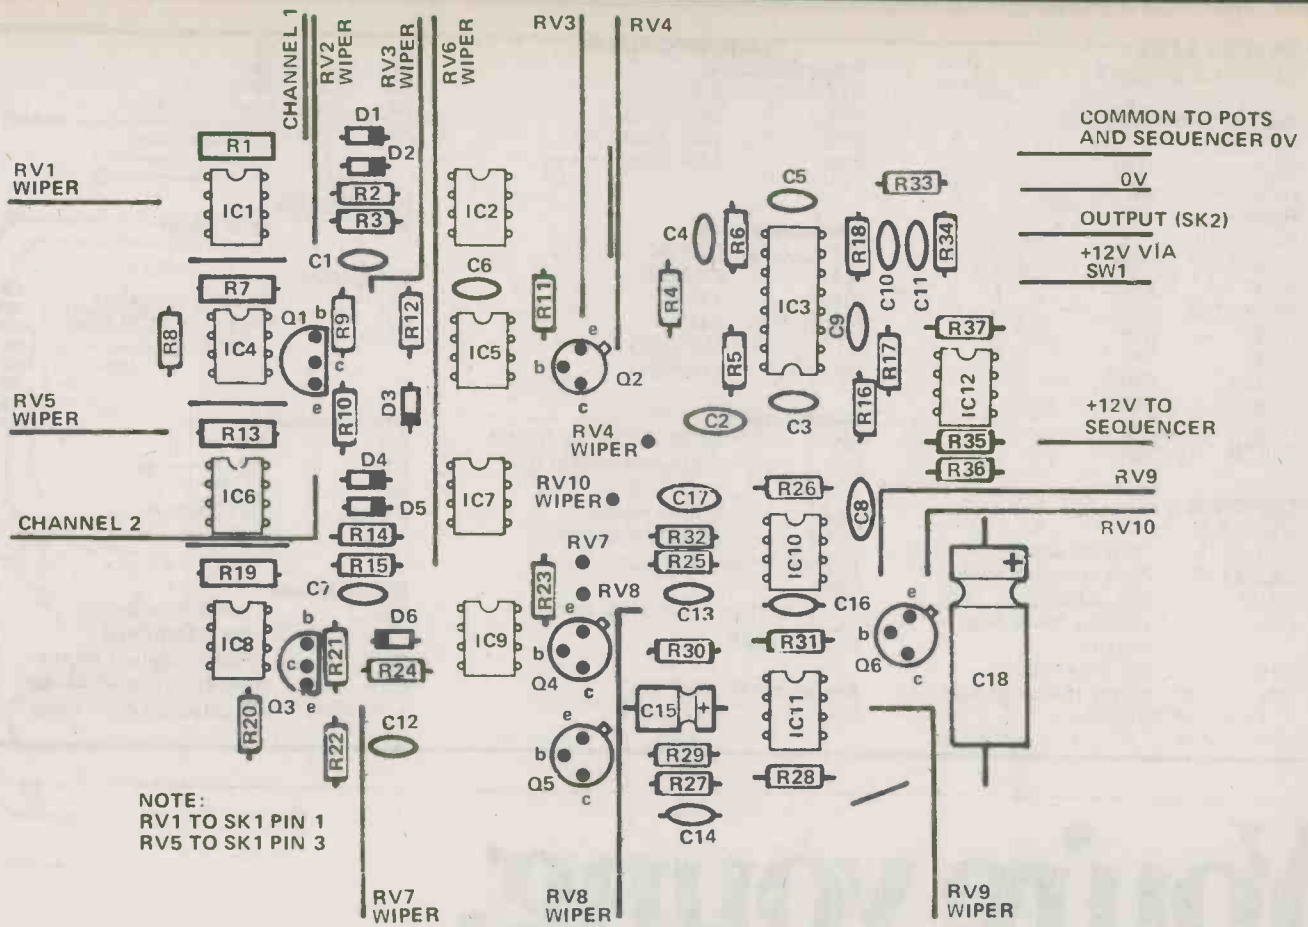 CHANNEL 1
RV2
WIPER
RV3
WIPER
RV6
WIPER
RV3
RV4
D1
D2
R1
RV1
WIPER
IC1
R2
R3
IC2
C5
R33
COMMON TO POTS
AND SEQUENCER 0V
0V
OUTPUT (SK2)
+12V VIA
SW1
C4
R6
R18
R34
C10
C11
C1
C6
R7
R11
R4
IC3
C9
R8
IC4
Q1
b
c
e
R9
R12
IC5
e
b
c
Q2
R5
R17
R37
IC12
RV5
WIPER
R10
D3
C2
C3
R16
R13
RV4
WIPER
R35
R36
+12V TO
SEQUENCER
IC6
D4
D5
IC7
RV10
WIPER
C17
R26
C8
RV9
RV10
CHANNEL 2
R14
R15
R32
R25
IC10
R19
C7
R23
RV7
RV8
C13
C16
+
IC8
b
c
e
Q3
R21
D6
R24
IC9
e
b
c
Q4
R30
R31
e
b
c
Q6
C18
R20
R22
C12
C15
+
IC11
e
b
c
Q5
R29
R27
R28
C14
NOTE:
RV1 TO SK1 PIN 1
RV5 TO SK1 PIN 3
RV7
WIPER
RV8
WIPER
RV9
WIPER